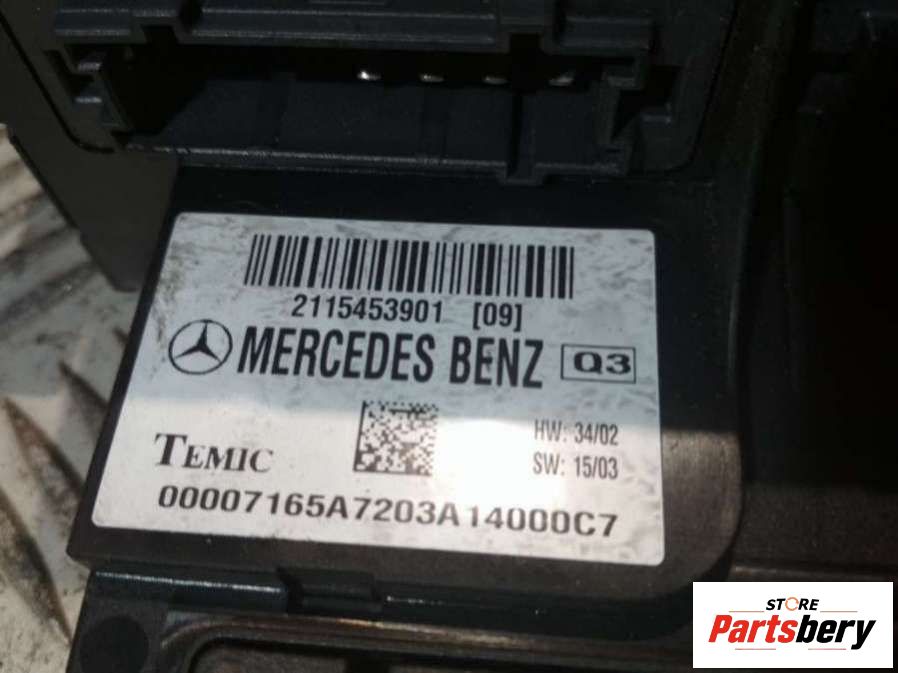 2115453901 [09]
MERCEDES BENZ Q3
HW: 34/02
SW: 15/03
TEMIC
00007165A7203A14000C7
STORE
Partsbery